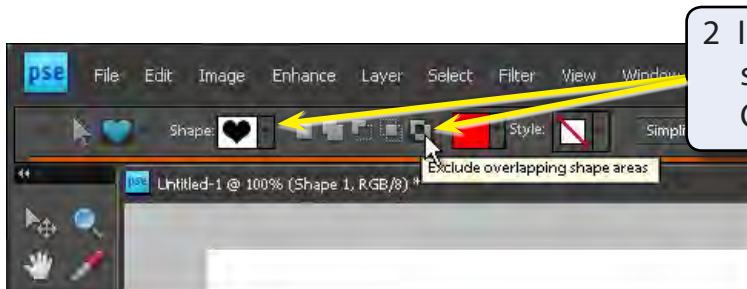 2
pse File Edit Image Enhance Layer Select Filter View Window
Shape: Style:
Exclude overlapping shape areas
pse Untitled-1 @ 100% (Shape 1, RGB/8) *